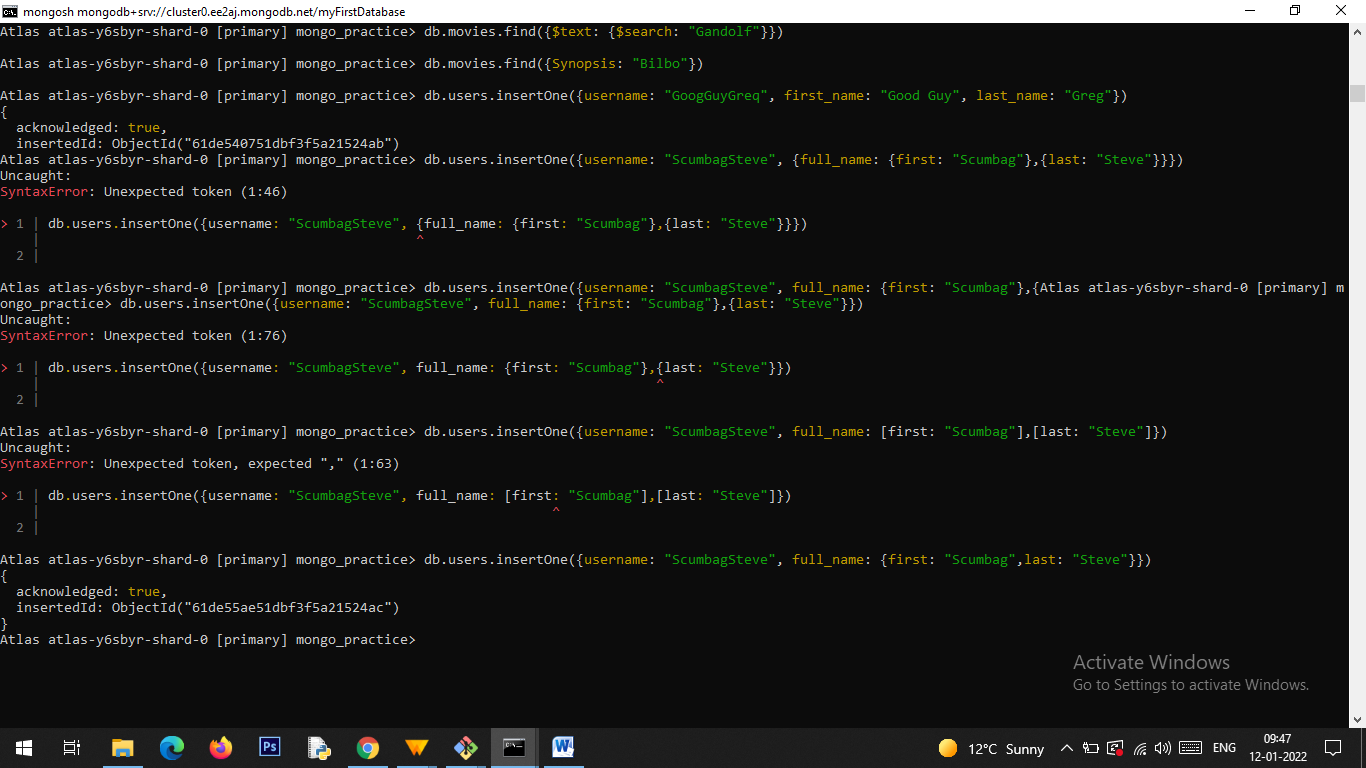 mongosh mongodb+srv://cluster0.ee2aj.mongodb.net/myFirstDatabase
Atlas atlas-y6sbyr-shard-0 [primary] mongo_practice> db.movies.find({$text: {$search: "Gandolf"}})
Atlas atlas-y6sbyr-shard-0 [primary] mongo_practice> db.movies.find({Synopsis: "Bilbo"})
Atlas atlas-y6sbyr-shard-0 [primary] mongo_practice> db.users.insertOne({username: "GoogGuyGreq", first_name: "Good Guy", last_name: "Greg"})
{
  acknowledged: true,
  insertedId: ObjectId("61de540751dbf3f5a21524ab")
Atlas atlas-y6sbyr-shard-0 [primary] mongo_practice> db.users.insertOne({username: "ScumbagSteve", {full_name: {first: "Scumbag"},{last: "Steve"}}})
Uncaught:
SyntaxError: Unexpected token (1:46)
> 1 | db.users.insertOne({username: "ScumbagSteve", {full_name: {first: "Scumbag"},{last: "Steve"}}})
    |                                               ^
  2 |
Atlas atlas-y6sbyr-shard-0 [primary] mongo_practice> db.users.insertOne({username: "ScumbagSteve", full_name: {first: "Scumbag"},{Atlas atlas-y6sbyr-shard-0 [primary] m
ongo_practice> db.users.insertOne({username: "ScumbagSteve", full_name: {first: "Scumbag"},{last: "Steve"}})
Uncaught:
SyntaxError: Unexpected token (1:76)
> 1 | db.users.insertOne({username: "ScumbagSteve", full_name: {first: "Scumbag"},{last: "Steve"}})
    |                                                                             ^
  2 |
Atlas atlas-y6sbyr-shard-0 [primary] mongo_practice> db.users.insertOne({username: "ScumbagSteve", full_name: [first: "Scumbag"],[last: "Steve"]})
Uncaught:
SyntaxError: Unexpected token, expected "," (1:63)
> 1 | db.users.insertOne({username: "ScumbagSteve", full_name: [first: "Scumbag"],[last: "Steve"]})
    |                                                                ^
  2 |
Atlas atlas-y6sbyr-shard-0 [primary] mongo_practice> db.users.insertOne({username: "ScumbagSteve", full_name: {first: "Scumbag",last: "Steve"}})
{
  acknowledged: true,
  insertedId: ObjectId("61de55ae51dbf3f5a21524ac")
}
Atlas atlas-y6sbyr-shard-0 [primary] mongo_practice>
Activate Windows
Go to Settings to activate Windows.
Ps
W
12°C Sunny
ENG
09:47
12-01-2022